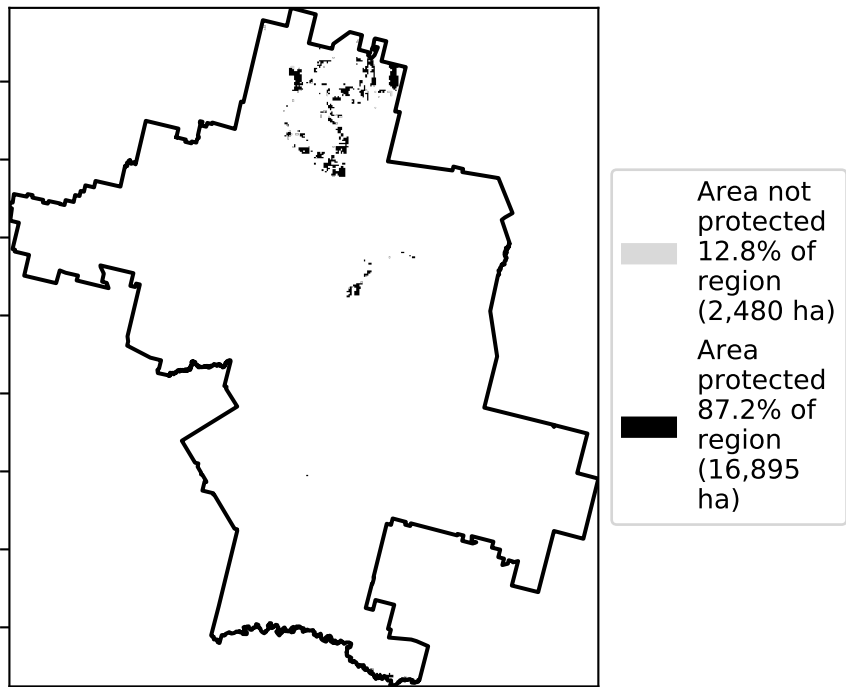 Area not
protected
12.8% of
region
(2,480 ha)
Area
protected
87.2% of
region
(16,895
ha)